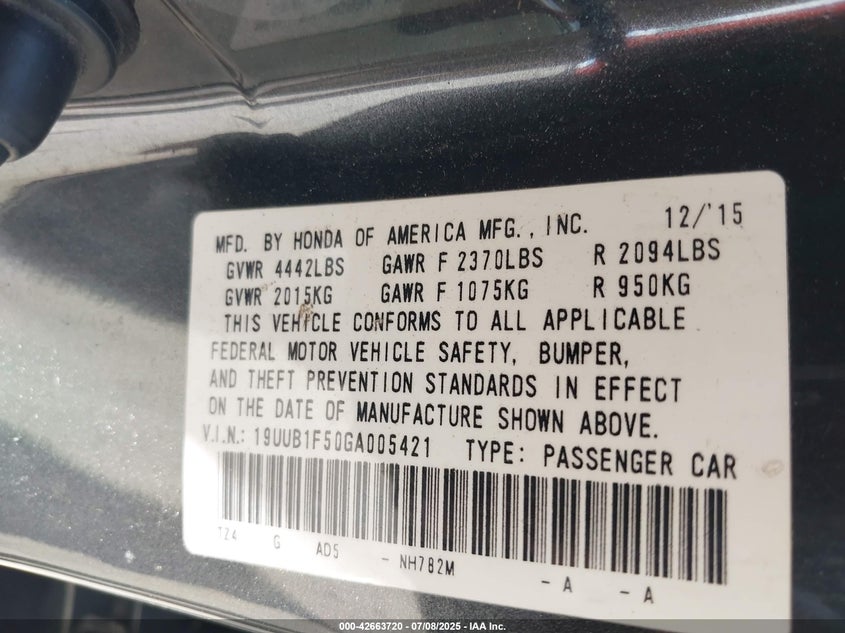 MFD. BY HONDA OF AMERICA MFG., INC. 12/'15
GVWR 4442LBS GAWR F 2370LBS R 2094LBS
GVWR 2015KG GAWR F 1075KG R 950KG
THIS VEHICLE CONFORMS TO ALL APPLICABLE
FEDERAL MOTOR VEHICLE SAFETY, BUMPER,
AND THEFT PREVENTION STANDARDS IN EFFECT
ON THE DATE OF MANUFACTURE SHOWN ABOVE.
V.I.N.: 19UUB1F50GA005421 TYPE: PASSENGER CAR
TZ4 G AD5 - NH782M - A - A
000-42663720 - 07/08/2025 - IAA Inc.